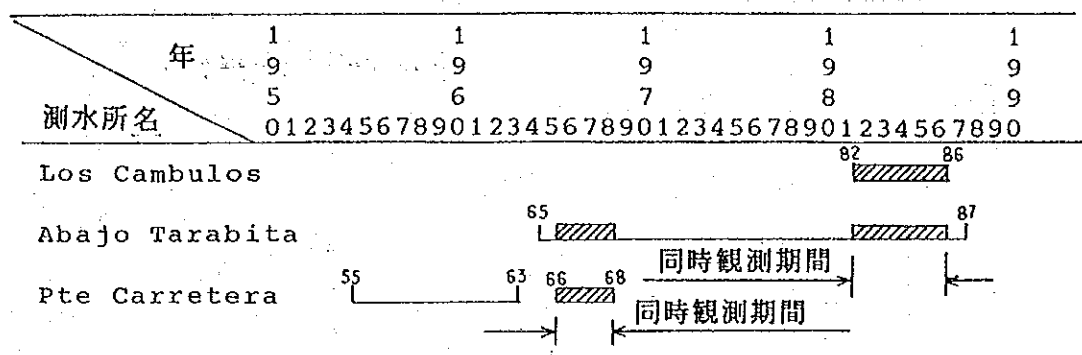 1 1 1 1 1
年 9 9 9 9 9
5 6 7 8 9
測水所名 01234567890123456789012345678901234567890
82 86
Los Cambulos
65 87
Abajo Tarabita
同時観測期間
55 63 66 68
Pte Carretera
同時観測期間